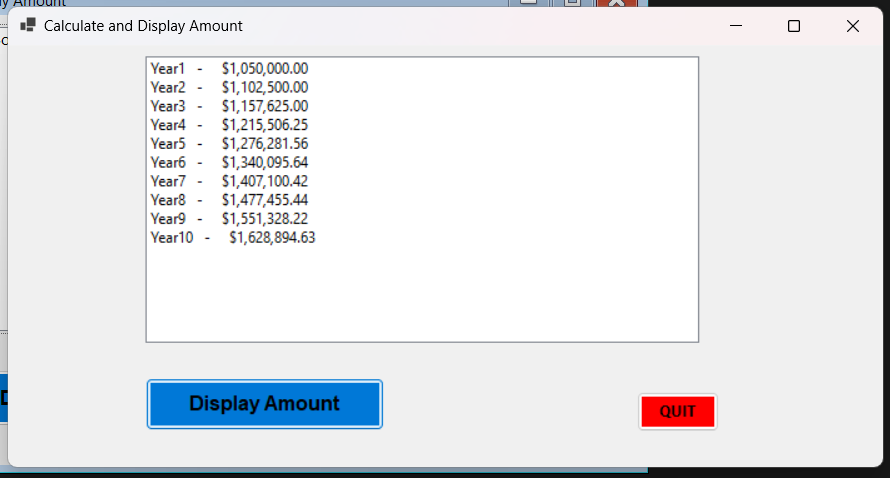 y Amount
Calculate and Display Amount
Year1 - $1,050,000.00
Year2 - $1,102,500.00
Year3 - $1,157,625.00
Year4 - $1,215,506.25
Year5 - $1,276,281.56
Year6 - $1,340,095.64
Year7 - $1,407,100.42
Year8 - $1,477,455.44
Year9 - $1,551,328.22
Year10 - $1,628,894.63
Display Amount
QUIT